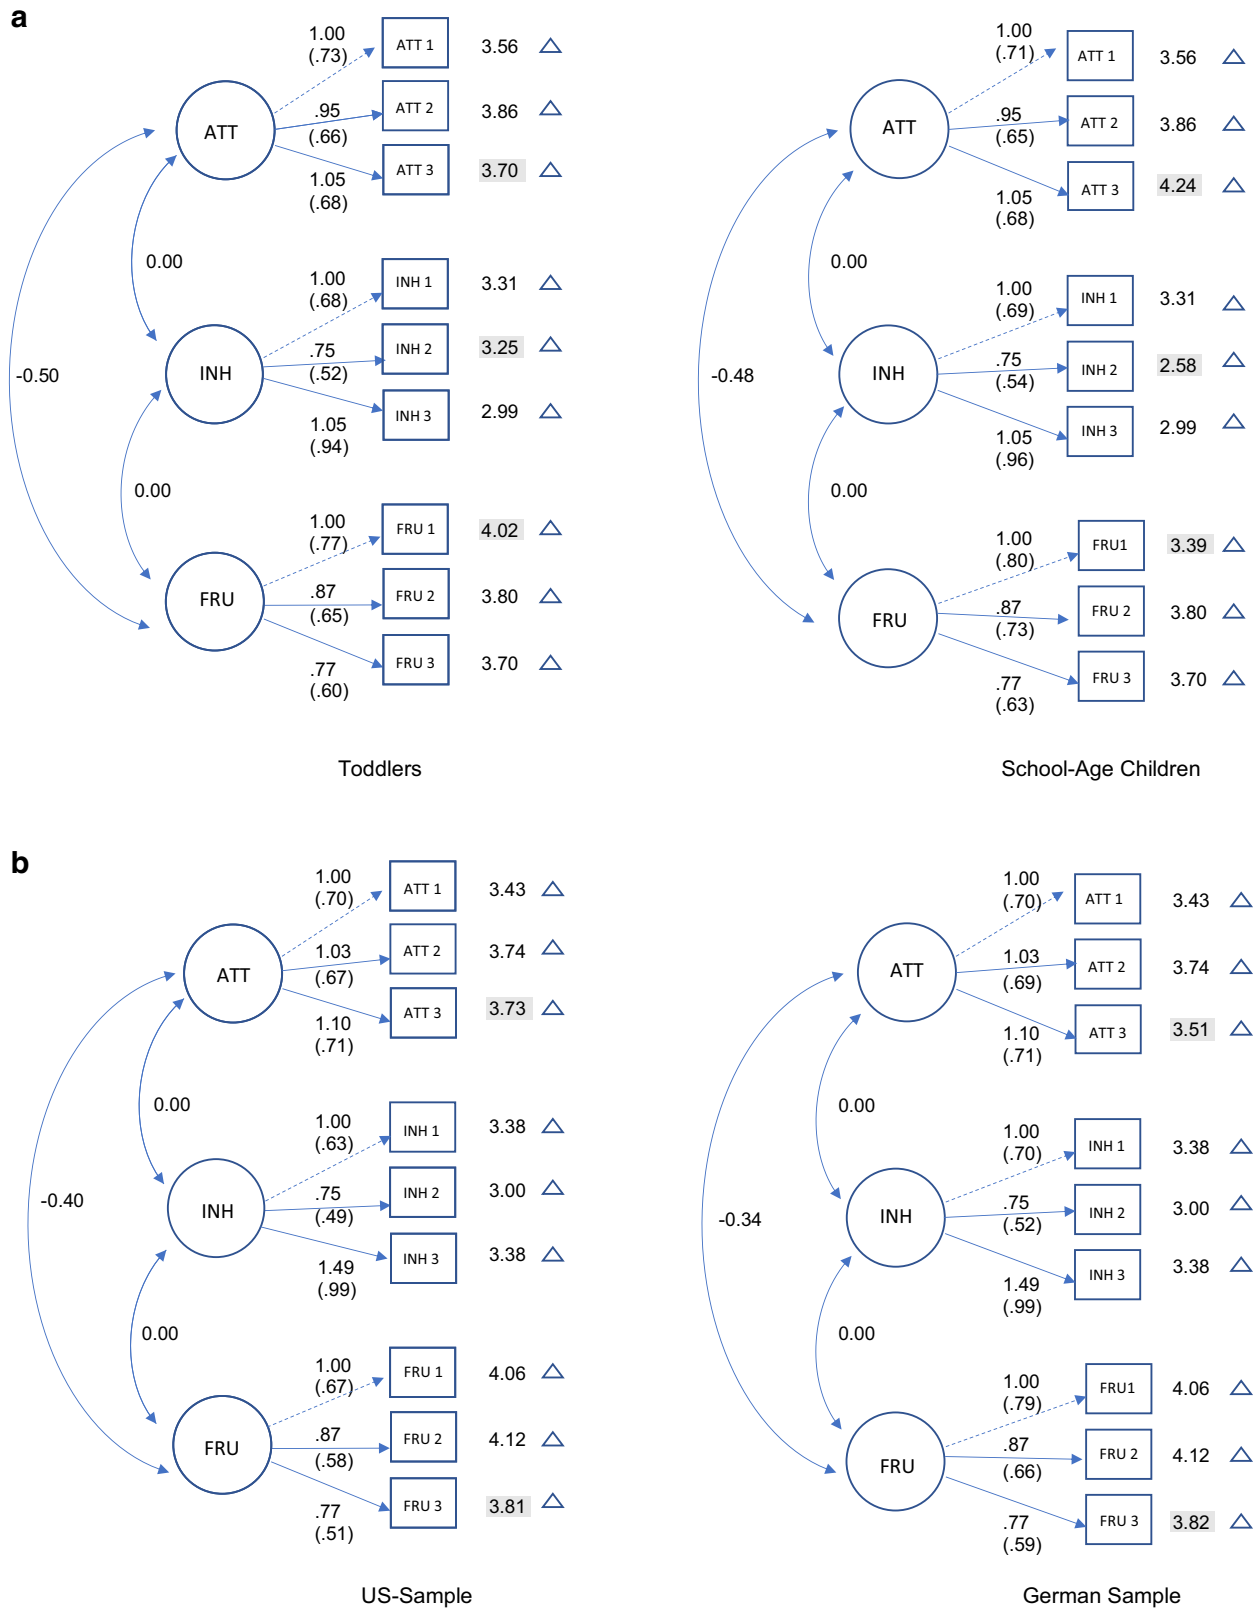 a
1.00
(.73)
ATT 1
3.56
.95
(.66)
ATT 2
3.86
ATT
1.05
(.68)
ATT 3
3.70
0.00
1.00
(.68)
INH 1
3.31
.75
(.52)
INH 2
3.25
INH
-0.50
1.05
(.94)
INH 3
2.99
0.00
1.00
(.77)
FRU 1
4.02
.87
(.65)
FRU 2
3.80
FRU
.77
(.60)
FRU 3
3.70
Toddlers
1.00
(.71)
ATT 1
3.56
.95
(.65)
ATT 2
3.86
ATT
1.05
(.68)
ATT 3
4.24
0.00
1.00
(.69)
INH 1
3.31
.75
(.54)
INH 2
2.58
INH
-0.48
1.05
(.96)
INH 3
2.99
0.00
1.00
(.80)
FRU1
3.39
.87
(.73)
FRU 2
3.80
FRU
.77
(.63)
FRU 3
3.70
School-Age Children
b
1.00
(.70)
ATT 1
3.43
1.03
(.67)
ATT 2
3.74
ATT
1.10
(.71)
ATT 3
3.73
0.00
1.00
(.63)
INH 1
3.38
.75
(.49)
INH 2
3.00
INH
-0.40
1.49
(.99)
INH 3
3.38
0.00
1.00
(.67)
FRU 1
4.06
.87
(.58)
FRU 2
4.12
FRU
.77
(.51)
FRU 3
3.81
US-Sample
1.00
(.70)
ATT 1
3.43
1.03
(.69)
ATT 2
3.74
ATT
1.10
(.71)
ATT 3
3.51
0.00
1.00
(.70)
INH 1
3.38
.75
(.52)
INH 2
3.00
INH
-0.34
1.49
(.99)
INH 3
3.38
0.00
1.00
(.79)
FRU1
4.06
.87
(.66)
FRU 2
4.12
FRU
.77
(.59)
FRU 3
3.82
German Sample